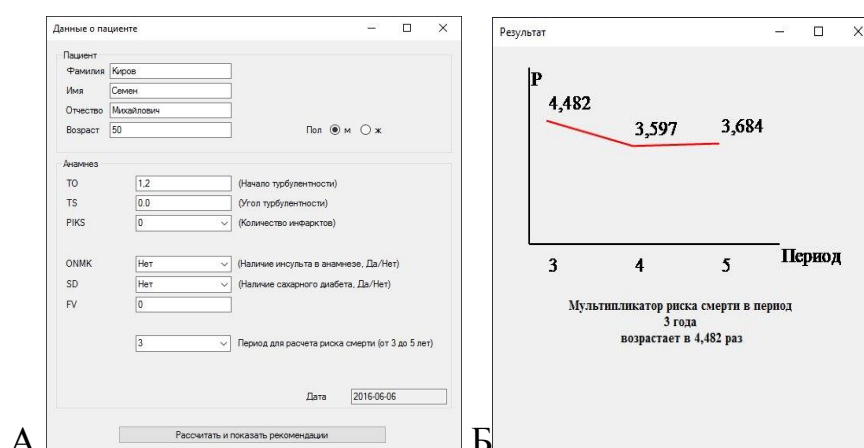 Данные о пациенте
Пациент
Фамилия Киров
Имя Семен
Отчество Михайлович
Возраст 50 Пол м ж
Анамнез
TO 1,2 (Начало турбулентности)
TS 0.0 (Угол турбулентности)
PIKS 0 (Количество инфарктов)
ONMK Нет (Наличие инсульта в анамнезе, Да/Нет)
SD Нет (Наличие сахарного диабета, Да/Нет)
FV 0
3 Период для расчета риска смерти (от 3 до 5 лет)
Дата 2016-06-06
Рассчитать и показать рекомендации
А
Результат
P
4,482
3,597
3,684
3 4 5 Период
Мультипликатор риска смерти в период
3 года
возрастает в 4,482 раз
Б